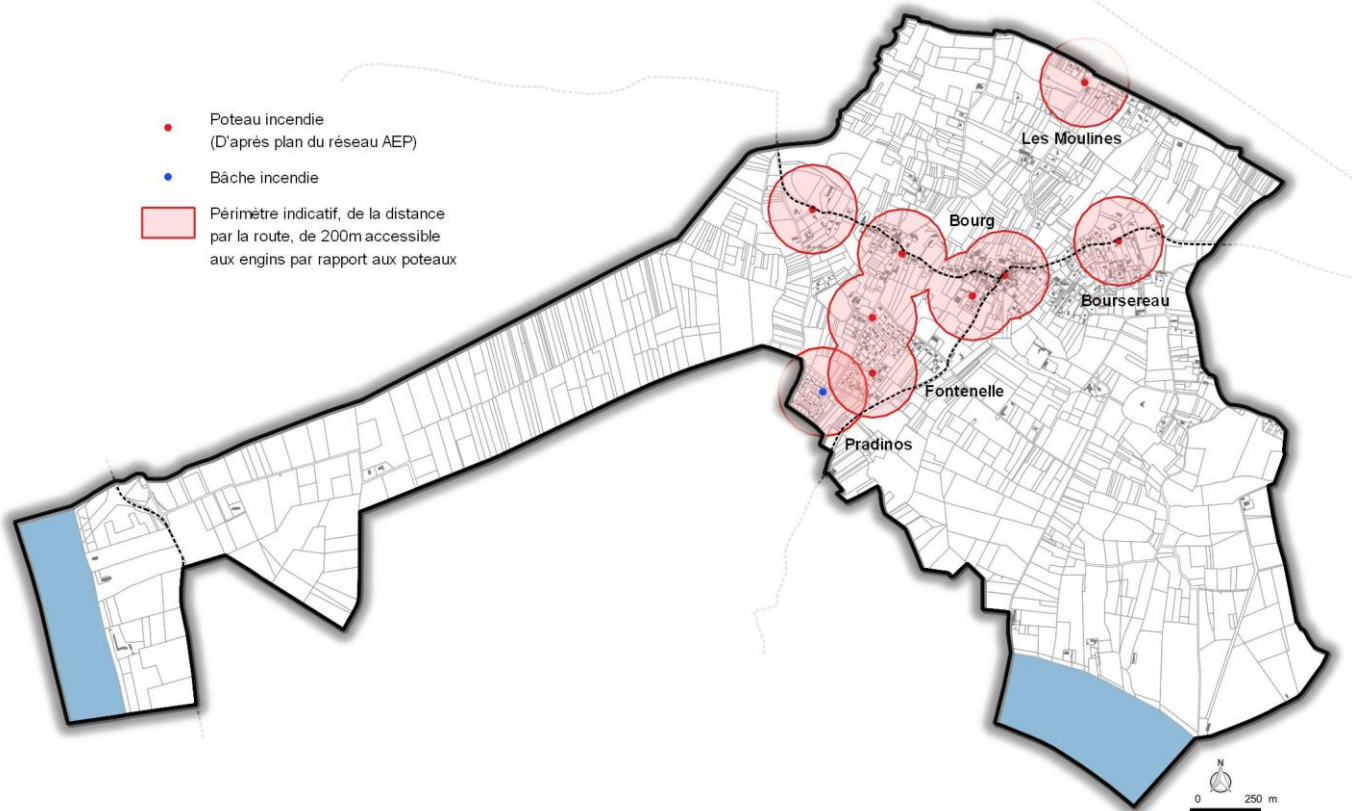 Poteau incendie
(D'après plan du réseau AEP)
Bâche incendie
Périmètre indicatif, de la distance
par la route, de 200m accessible
aux engins par rapport aux poteaux
Les Moulines
Bourg
Boursereau
Fontenelle
Pradinos
N
0 250 m